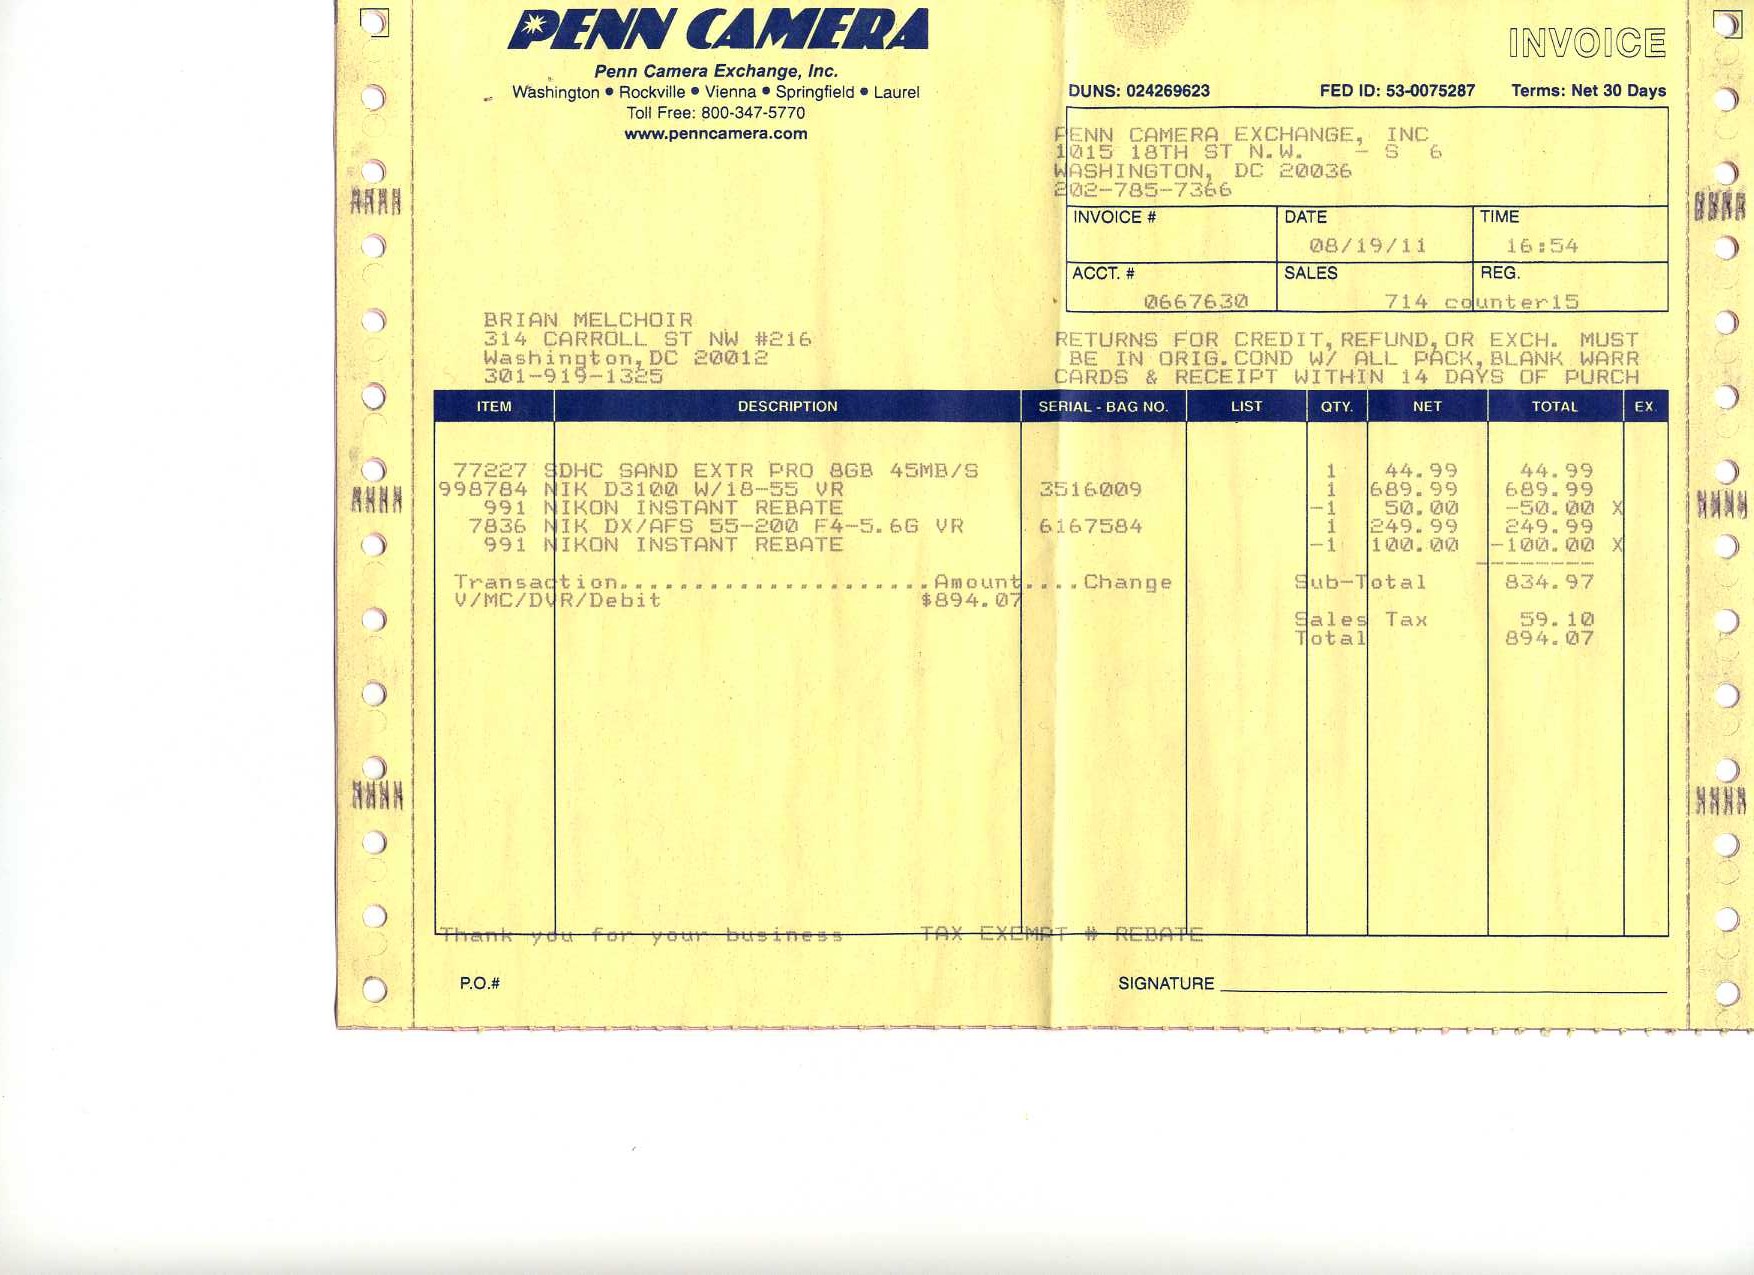 PENN CAMERA
Penn Camera Exchange, Inc.
Washington • Rockville • Vienna • Springfield • Laurel
Toll Free: 800-347-5770
www.penncamera.com
INVOICE
DUNS: 024269623 FED ID: 53-0075287 Terms: Net 30 Days
PENN CAMERA EXCHANGE, INC
1015 18TH ST N.W. - S 6
WASHINGTON, DC 20036
202-785-7366
INVOICE # DATE TIME
08/19/11 16:54
ACCT. # SALES REG.
0667630 714 counter15
BRIAN MELCHOIR
314 CARROLL ST NW #216
Washington,DC 20012
301-919-1325
RETURNS FOR CREDIT,REFUND,OR EXCH. MUST
BE IN ORIG.COND W/ ALL PACK,BLANK WARR
CARDS & RECEIPT WITHIN 14 DAYS OF PURCH
ITEM DESCRIPTION SERIAL - BAG NO. LIST QTY. NET TOTAL EX.
77227 SDHC SAND EXTR PRO 8GB 45MB/S 1 44.99 44.99
998784 NIK D3100 W/18-55 VR 3516009 1 689.99 689.99
991 NIKON INSTANT REBATE -1 50.00 -50.00 X
7836 NIK DX/AFS 55-200 F4-5.6G VR 6167584 1 249.99 249.99
991 NIKON INSTANT REBATE -1 100.00 -100.00 X
Transaction.....................Amount....Change Sub-Total 834.97
V/MC/DVR/Debit $894.07
Sales Tax 59.10
Total 894.07
Thank you for your business TAX EXEMPT # REBATE
P.O.# SIGNATURE